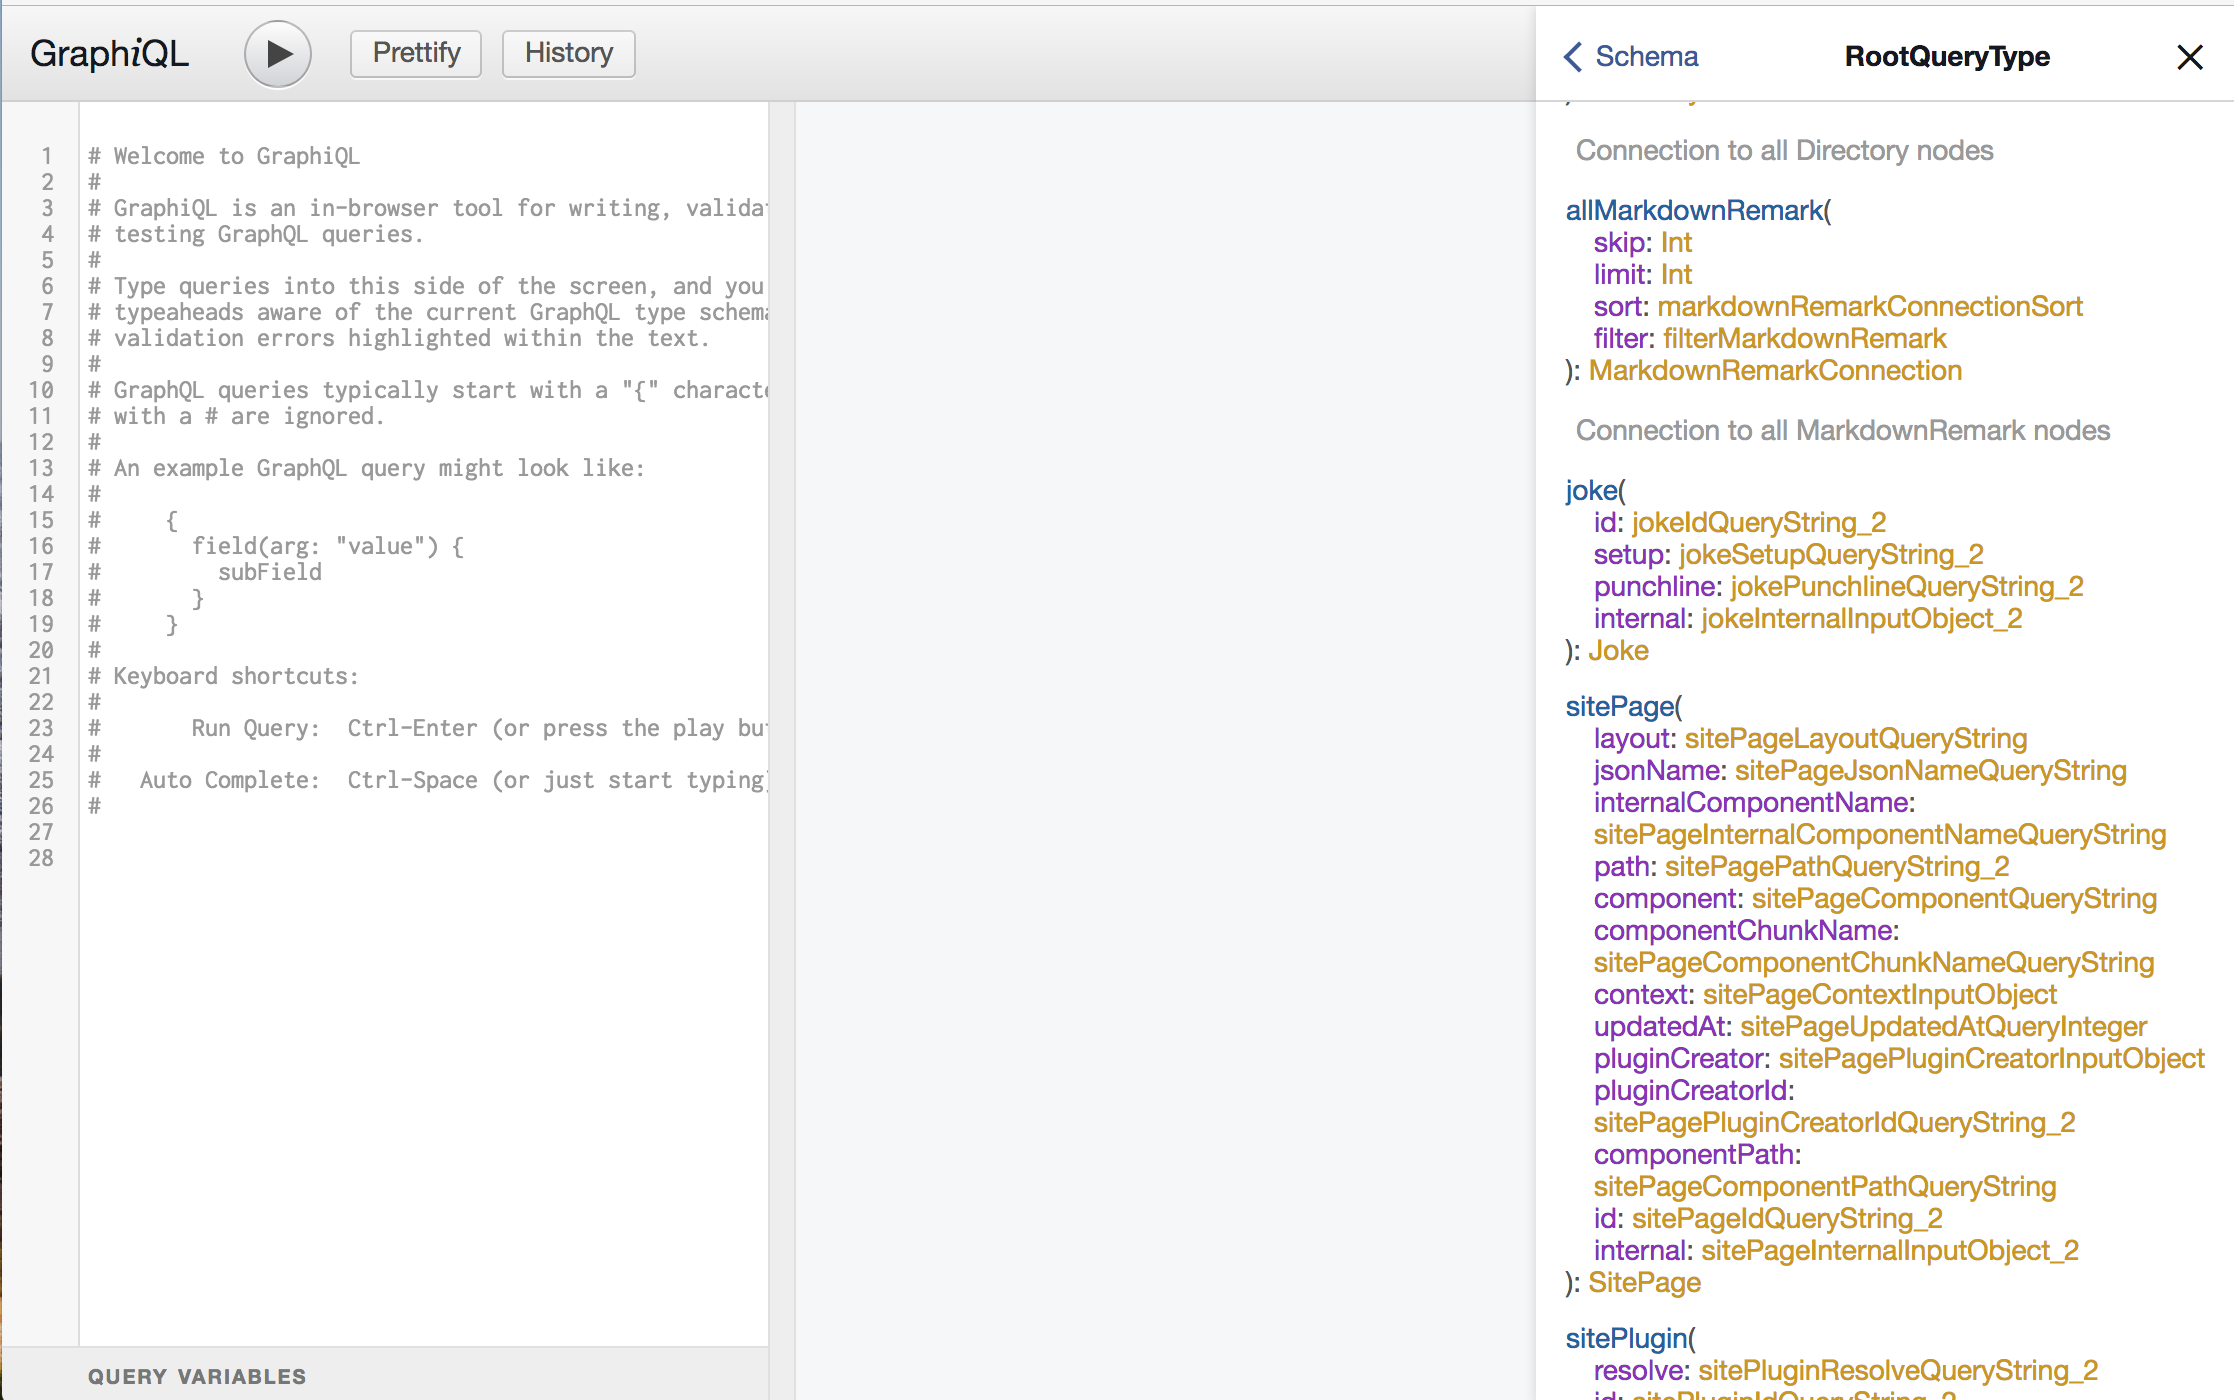 GraphiQL
Prettify
History
Schema
RootQueryType
1 # Welcome to GraphiQL
2 #
3 # GraphiQL is an in-browser tool for writing,
4 # testing GraphQL queries.
5 #
6 # Type queries into this side of the screen, and you
7 # typeaheads aware of the current GraphQL type
8 # validation errors highlighted within the text.
9 #
10 # GraphQL queries typically start with a "{"
11 # with a # are ignored.
12 #
13 # An example GraphQL query might look like:
14 #
15 # {
16 # field(arg: "value") {
17 # subField
18 # }
19 # }
20 #
21 # Keyboard shortcuts:
22 #
23 # Run Query: Ctrl-Enter (or press the play
24 #
25 # Auto Complete: Ctrl-Space (or just start typing)
26 #
27
28
QUERY VARIABLES
Connection to all Directory nodes
allMarkdownRemark(
skip: Int
limit: Int
sort: markdownRemarkConnectionSort
filter: filterMarkdownRemark
): MarkdownRemarkConnection
Connection to all MarkdownRemark nodes
joke(
id: jokeIdQueryString_2
setup: jokeSetupQueryString_2
punchline: jokePunchlineQueryString_2
internal: jokeInternalInputObject_2
): Joke
sitePage(
layout: sitePageLayoutQueryString
jsonName: sitePageJsonNameQueryString
internalComponentName:
sitePageInternalComponentNameQueryString
path: sitePagePathQueryString_2
component: sitePageComponentQueryString
componentChunkName:
sitePageComponentChunkNameQueryString
context: sitePageContextInputObject
updatedAt: sitePageUpdatedAtQueryInteger
pluginCreator: sitePagePluginCreatorInputObject
pluginCreatorId:
sitePagePluginCreatorIdQueryString_2
componentPath:
sitePageComponentPathQueryString
id: sitePageIdQueryString_2
internal: sitePageInternalInputObject_2
): SitePage
sitePlugin(
resolve: sitePluginResolveQueryString_2